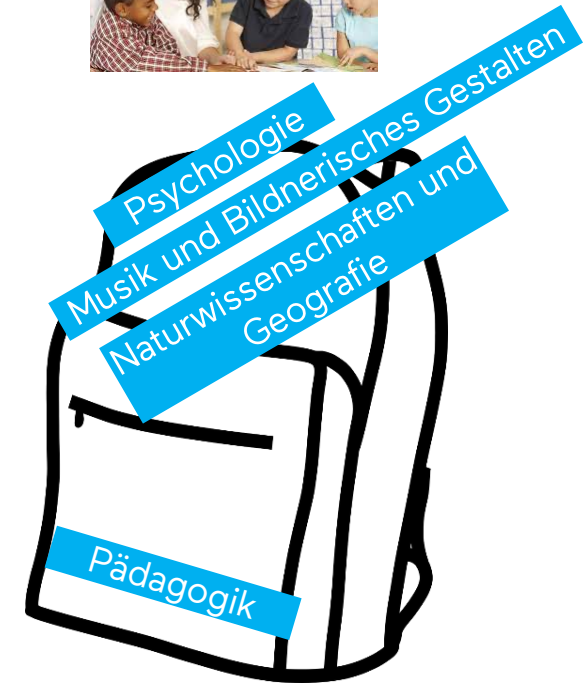 Psychologie
Musik und Bildnerisches Gestalten
Naturwissenschaften und
Geografie
Pädagogik